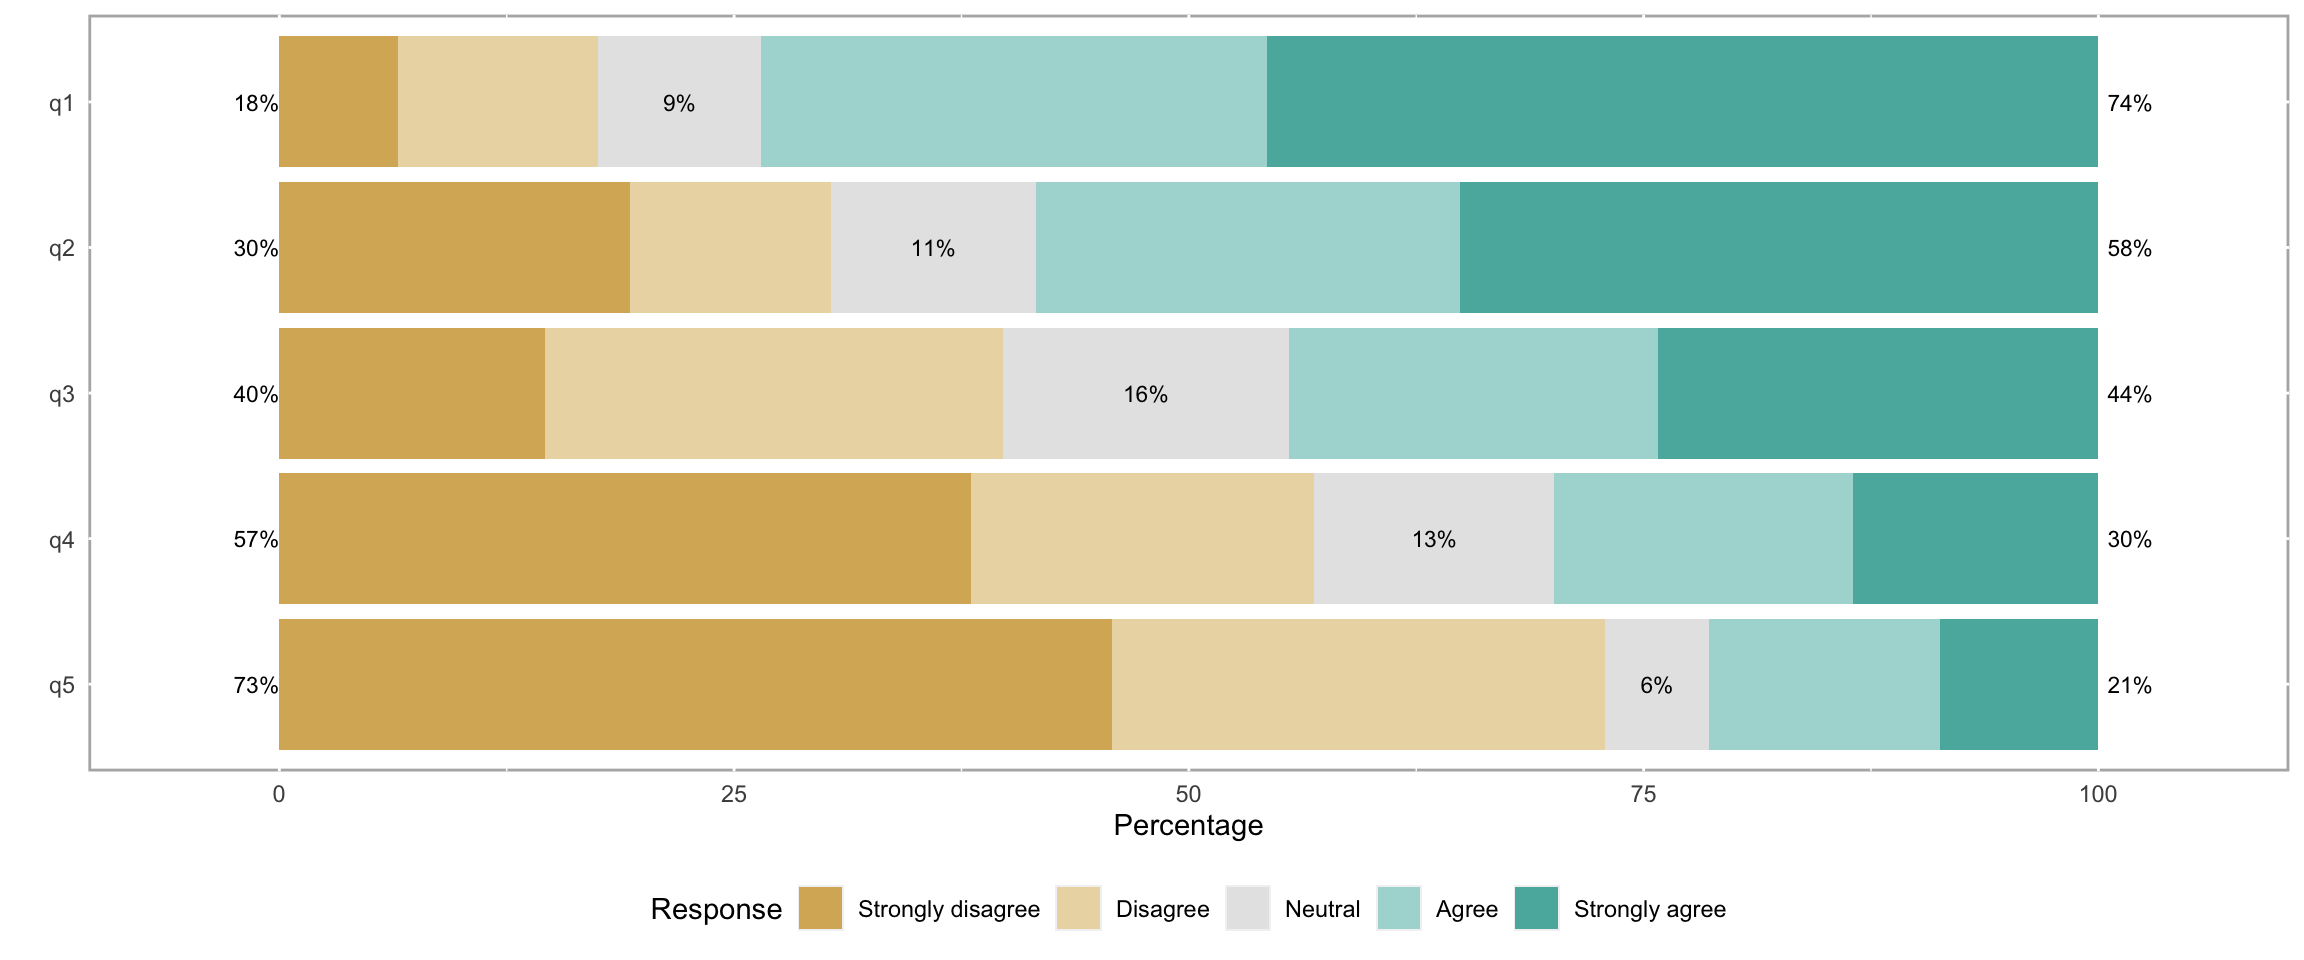 q1 18% 9% 74%
q2 30% 11% 58%
q3 40% 16% 44%
q4 57% 13% 30%
q5 73% 6% 21%
0 25 50 75 100
Percentage
Response Strongly disagree Disagree Neutral Agree Strongly agree